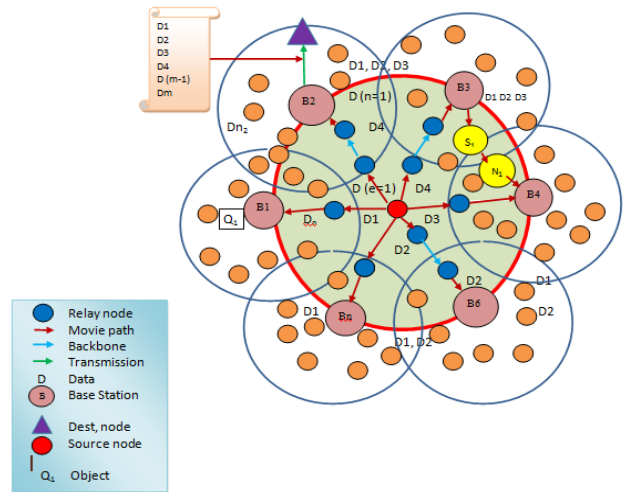 D1
D2
D3
D4
D (m-1)
Dm
D1, D2, D3
B2
D (n=1)
B3
D1 D2 D3
Dn₂
D4
S₁
N₁
D (e=1)
D4
B1
B4
Q₁
Dₙ
D1
D3
D2
D2
D1
B6
D1
Bn
D2
D1, D2
Relay node
Movie path
Backbone
Transmission
D Data
B Base Station
Dest, node
Source node
Q₁ Object